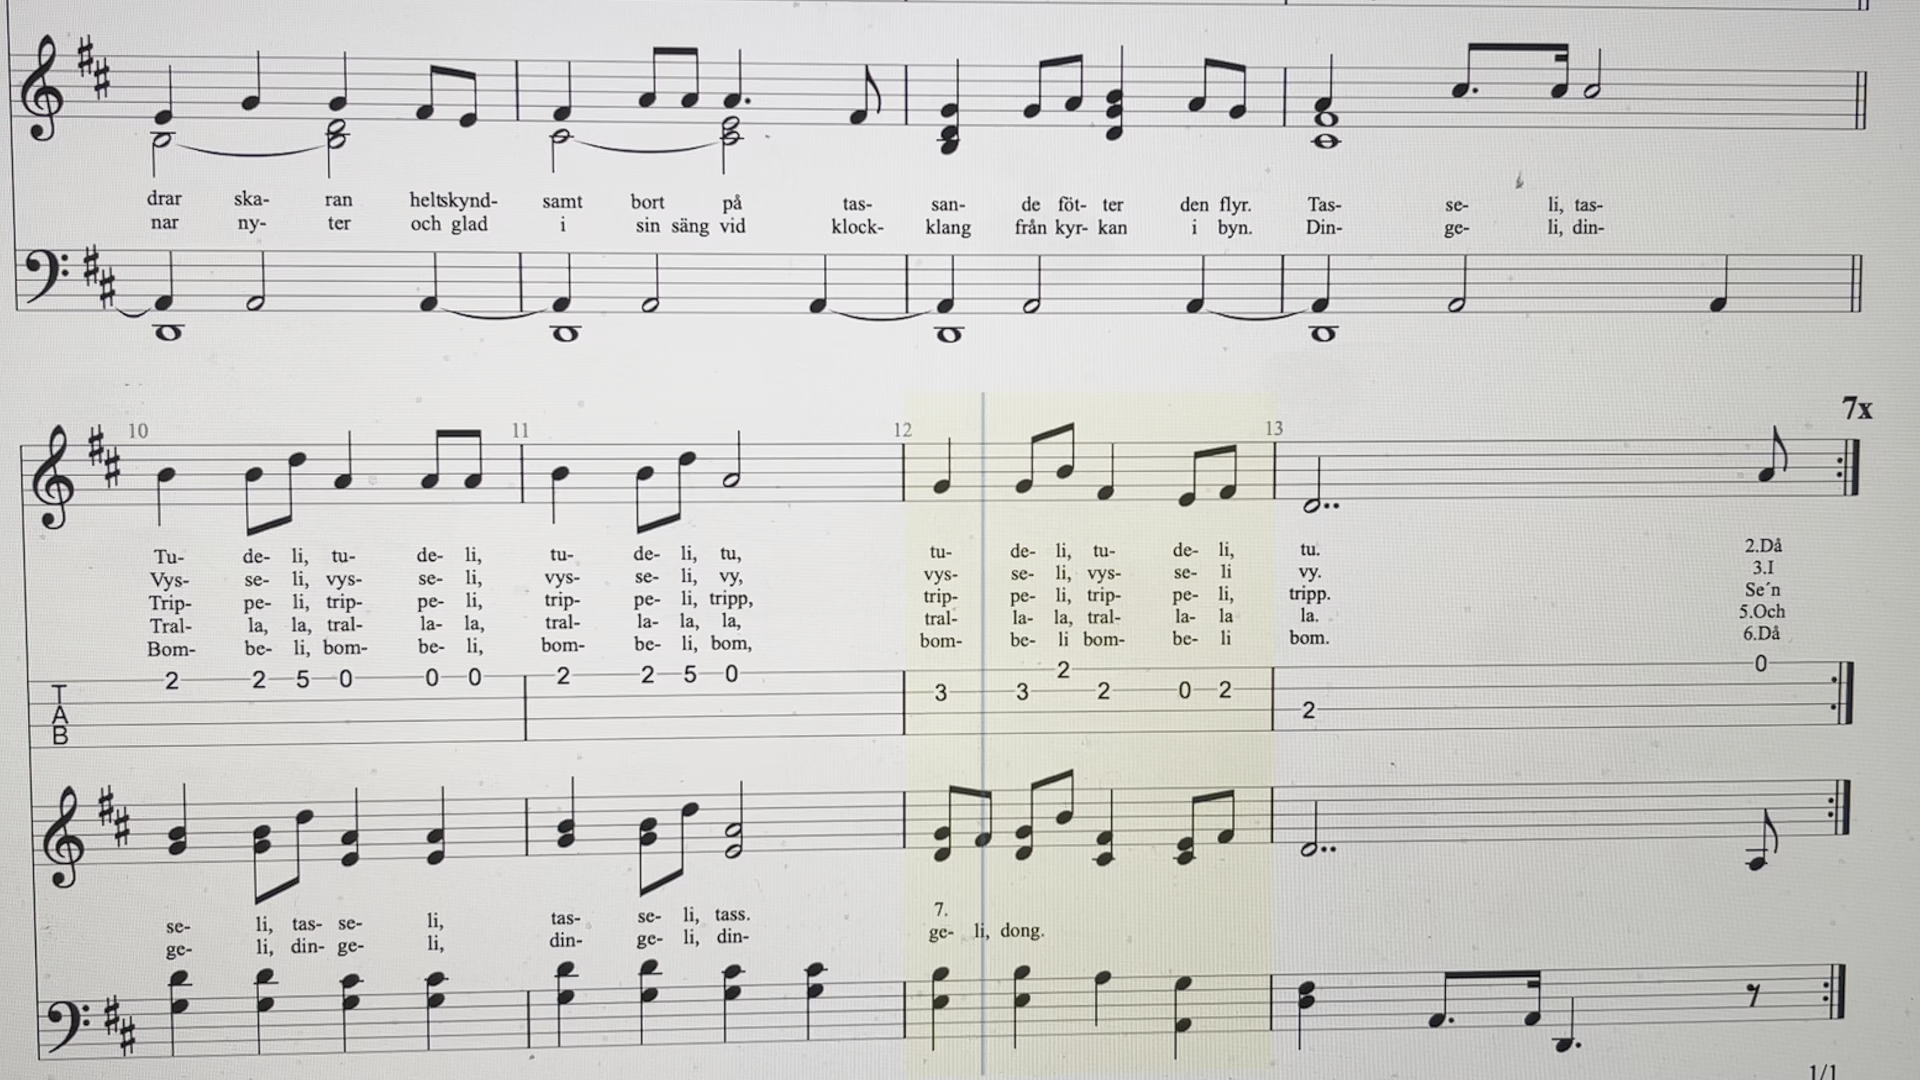 drar ska- ran heltskynd- samt bort på tas- san- de föt- ter den flyr. Tas- se- li, tas-
nar ny- ter och glad i sin säng vid klock- klang från kyr- kan i byn. Din- ge- li, din-
7x
10 11 12 13
Tu- de- li, tu- de- li, tu- de- li, tu, tu- de- li, tu- de- li, tu. 2.Då
Vys- se- li, vys- se- li, vys- se- li, vy, vys- se- li, vys- se- li vy. 3.I
Trip- pe- li, trip- pe- li, trip- pe- li, tripp, trip- pe- li, trip- pe- li, tripp. Se´n
Tral- la, la, tral- la- la, tral- la- la, la, tral- la- la, tral- la- la la. 5.Och
Bom- be- li, bom- be- li, bom- be- li, bom, bom- be- li bom- be- li bom. 6.Då
T 2 2 5 0 0 0 2 2 5 0 3 3 2 2 0 2 2 0
A
B
se- li, tas- se- li, tas- se- li, tass. 7.
ge- li, din- ge- li, din- ge- li, din- ge- li, dong.
1/1